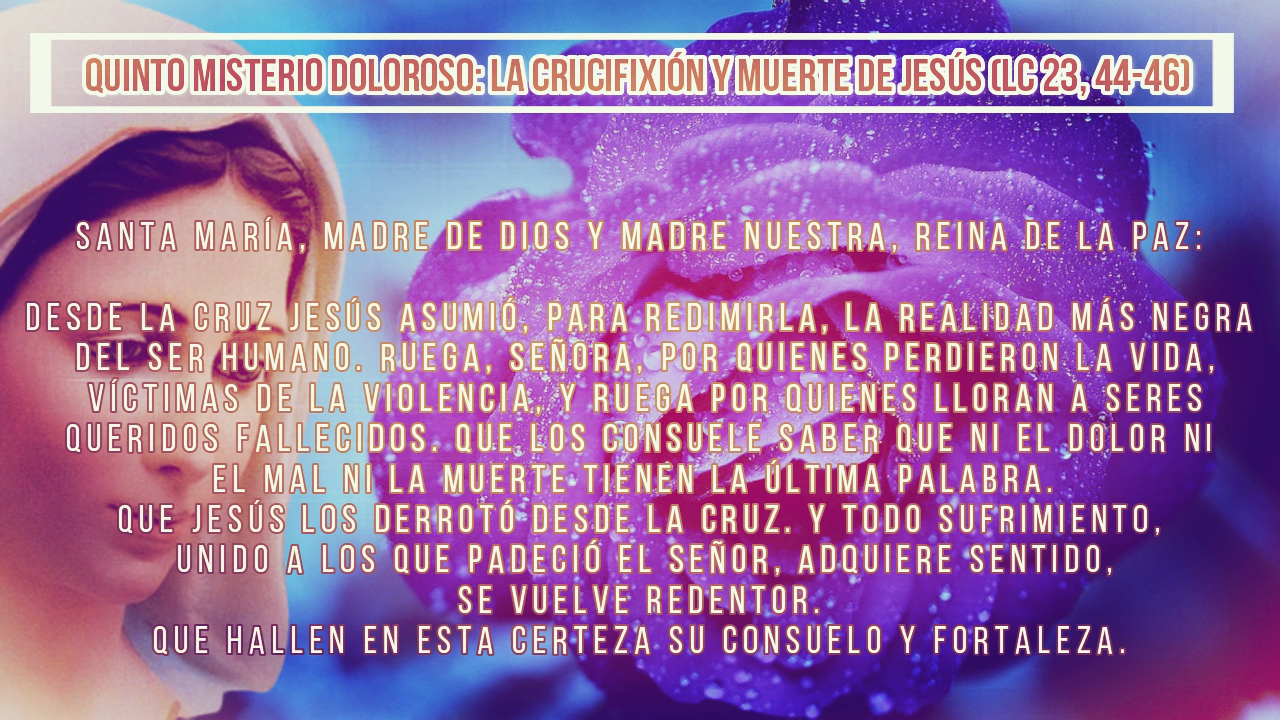 QUINTO MISTERIO DOLOROSO: LA CRUCIFIXIÓN Y MUERTE DE JESÚS (LC 23, 44-46)
SANTA MARÍA, MADRE DE DIOS Y MADRE NUESTRA, REINA DE LA PAZ:
DESDE LA CRUZ JESÚS ASUMIÓ, PARA REDIMIRLA, LA REALIDAD MÁS NEGRA
DEL SER HUMANO. RUEGA, SEÑORA, POR QUIENES PERDIERON LA VIDA,
VÍCTIMAS DE LA VIOLENCIA, Y RUEGA POR QUIENES LLORAN A SERES
QUERIDOS FALLECIDOS. QUE LOS CONSUELE SABER QUE NI EL DOLOR NI
EL MAL NI LA MUERTE TIENEN LA ÚLTIMA PALABRA.
QUE JESÚS LOS DERROTÓ DESDE LA CRUZ. Y TODO SUFRIMIENTO,
UNIDO A LOS QUE PADECIÓ EL SEÑOR, ADQUIERE SENTIDO,
SE VUELVE REDENTOR.
QUE HALLEN EN ESTA CERTEZA SU CONSUELO Y FORTALEZA.